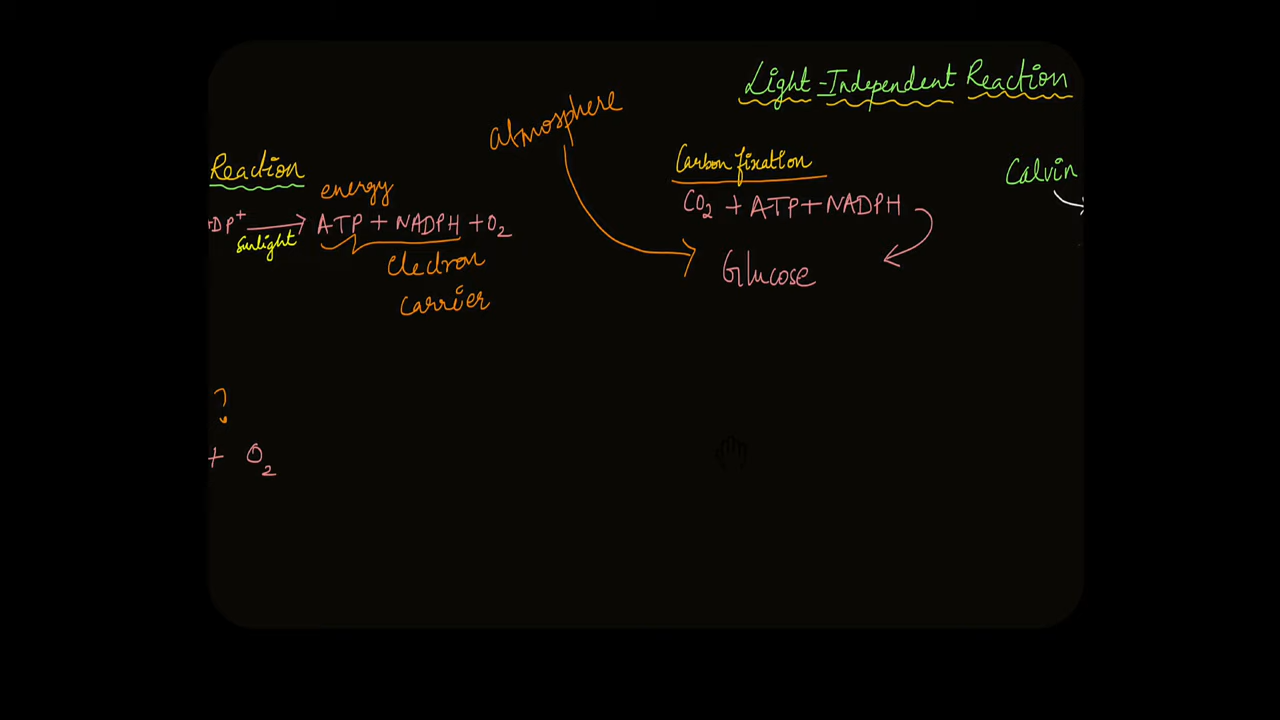 Light-Independent Reaction
atmosphere
Carbon fixation
Reaction
Calvin
energy
CO2 + ATP + NADPH
DP+ → ATP + NADPH + O2
sunlight
electron
Glucose
carrier
?
+ O2